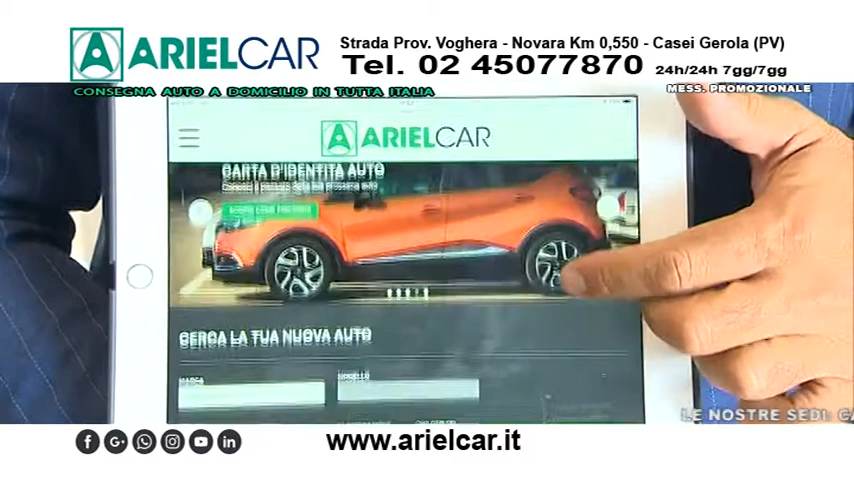 ARIELCAR
Strada Prov. Voghera - Novara Km 0,550 - Casei Gerola (PV)
Tel. 02 45077870 24h/24h 7gg/7gg
CONSEGNA AUTO A DOMICILIO IN TUTTA ITALIA
MESS. PROMOZIONALE
ARIELCAR
CARTA D'IDENTITÀ AUTO
CERCA LA TUA NUOVA AUTO
MARCA
MODELLO
LE NOSTRE SEDI:
www.arielcar.it